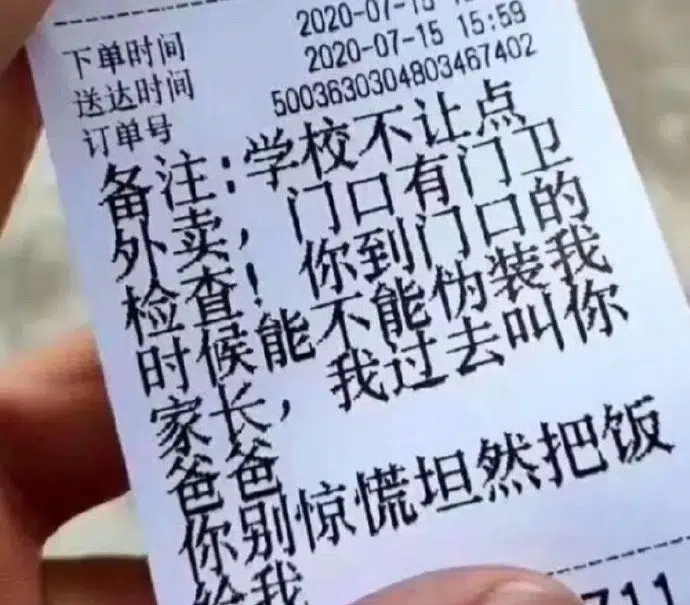 下单时间 2020-07-15
送达时间 2020-07-15 15:59
订单号 5003630304803467402
备注:学校不让点
外卖,门口有门卫
检查!你到门口的
时候能不能伪装我
家长,我过去叫你
爸爸
你别惊慌坦然把饭
给我
711